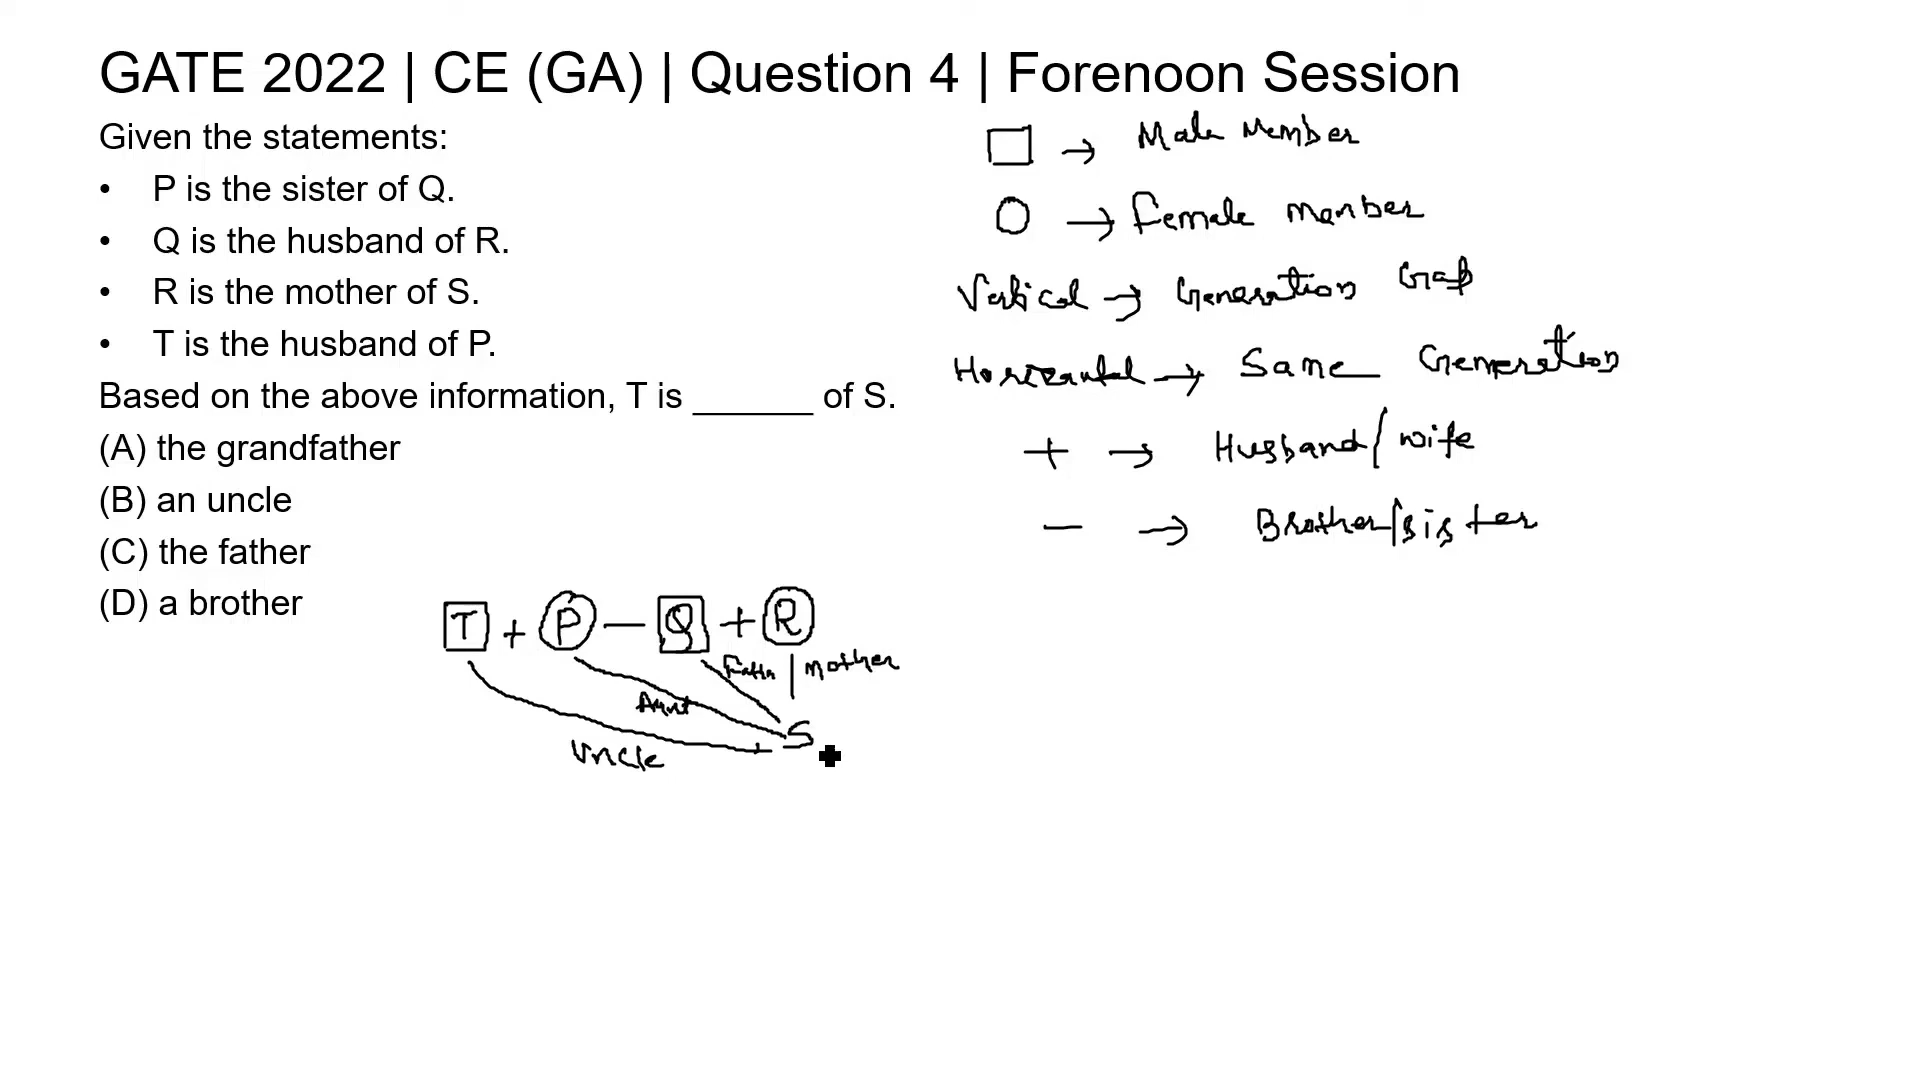 GATE 2022 | CE (GA) | Question 4 | Forenoon Session
Given the statements:
• P is the sister of Q.
• Q is the husband of R.
• R is the mother of S.
• T is the husband of P.
Based on the above information, T is ______ of S.
(A) the grandfather
(B) an uncle
(C) the father
(D) a brother
□ → Male Member
○ → Female Member
Vertical → Generation Gap
Horizontal → Same Generation
+ → Husband/wife
— → Brother/sister
T + P — Q + R
Father | Mother
Aunt
S
Uncle